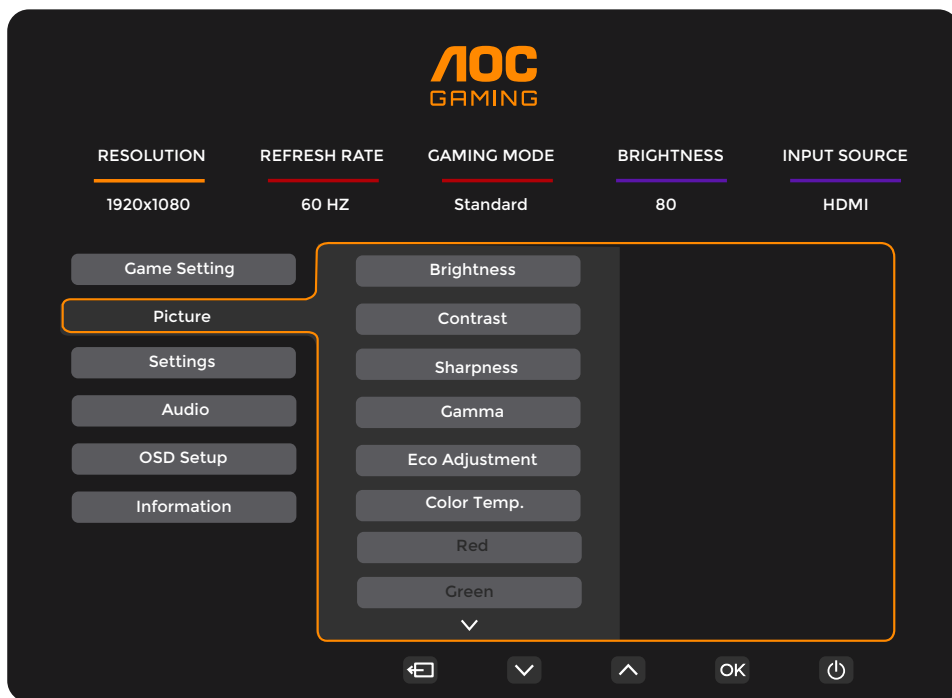 AOC
GAMING
RESOLUTION REFRESH RATE GAMING MODE BRIGHTNESS INPUT SOURCE
1920x1080 60 HZ Standard 80 HDMI
Game Setting
Picture
Settings
Audio
OSD Setup
Information
Brightness
Contrast
Sharpness
Gamma
Eco Adjustment
Color Temp.
Red
Green
OK